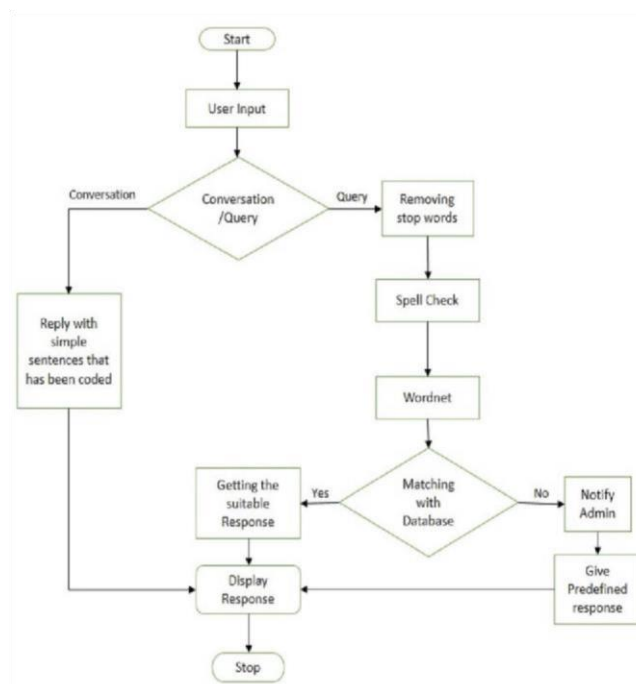 Start
User Input
Conversation
Conversation
/Query
Query
Removing
stop words
Spell Check
Reply with
simple
sentences that
has been coded
Wordnet
Getting the
suitable
Response
Yes
Matching
with
Database
No
Notify
Admin
Display
Response
Give
Predefined
response
Stop